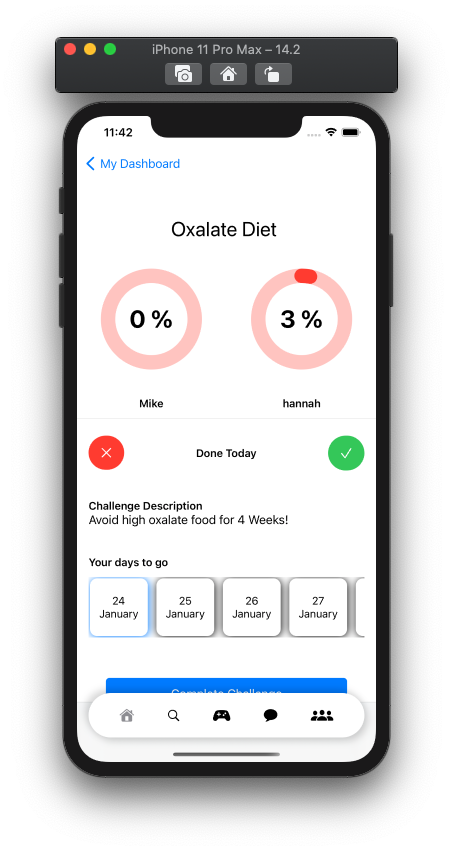 iPhone 11 Pro Max – 14.2
11:42
My Dashboard
Oxalate Diet
0 %
3 %
Mike
hannah
Done Today
Challenge Description
Avoid high oxalate food for 4 Weeks!
Your days to go
24
January
25
January
26
January
27
January
Complete Challenge